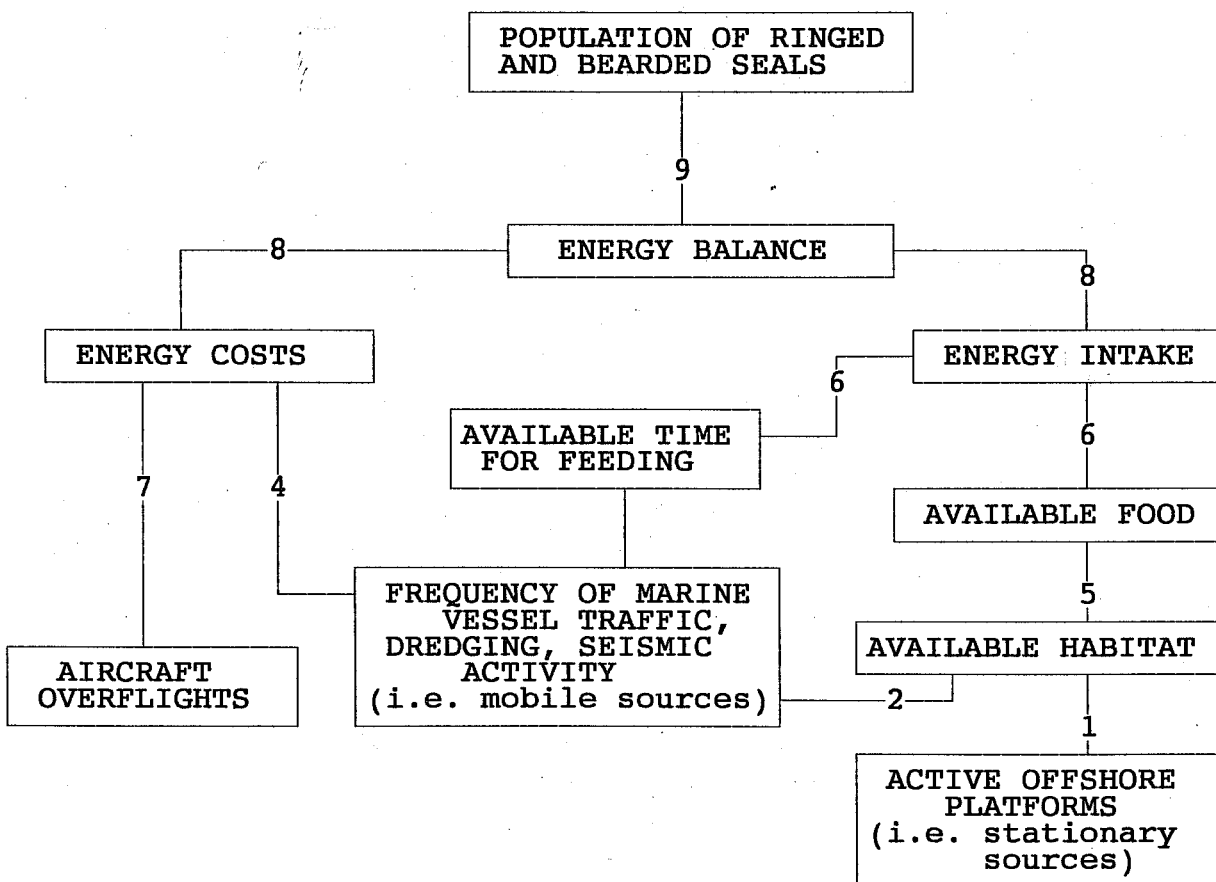 POPULATION OF RINGED
AND BEARDED SEALS
9
ENERGY BALANCE
8
8
ENERGY COSTS
ENERGY INTAKE
6
AVAILABLE TIME
FOR FEEDING
6
7
4
AVAILABLE FOOD
5
FREQUENCY OF MARINE
VESSEL TRAFFIC,
DREDGING, SEISMIC
ACTIVITY
(i.e. mobile sources)
AVAILABLE HABITAT
AIRCRAFT
OVERFLIGHTS
2
1
ACTIVE OFFSHORE
PLATFORMS
(i.e. stationary
sources)